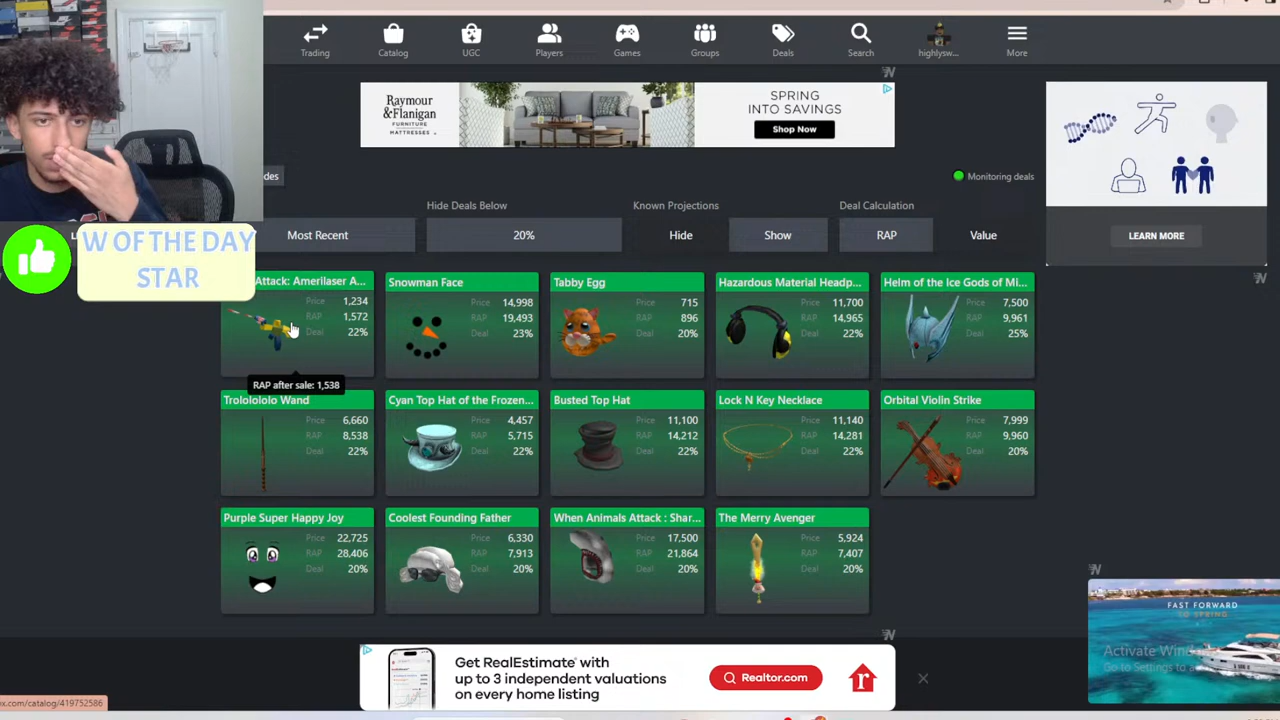 Trading
Catalog
UGC
Players
Games
Groups
Deals
Search
highlysw...
More
Raymour
& Flanigan
FURNITURE
MATTRESSES
SPRING
INTO SAVINGS
Shop Now
des
Monitoring deals
Hide Deals Below
Known Projections
Deal Calculation
Most Recent
20%
Hide
Show
RAP
Value
LEARN MORE
W OF THE DAY
STAR
Attack: Amerilaser A...
Price 1,234
RAP 1,572
Deal 22%
RAP after sale: 1,538
Snowman Face
Price 14,998
RAP 19,493
Deal 23%
Tabby Egg
Price 715
RAP 896
Deal 20%
Hazardous Material Headp...
Price 11,700
RAP 14,965
Deal 22%
Helm of the Ice Gods of Mi...
Price 7,500
RAP 9,961
Deal 25%
Trolololo​lo Wand
Price 6,660
RAP 8,538
Deal 22%
Cyan Top Hat of the Frozen...
Price 4,457
RAP 5,715
Deal 22%
Busted Top Hat
Price 11,100
RAP 14,212
Deal 22%
Lock N Key Necklace
Price 11,140
RAP 14,281
Deal 22%
Orbital Violin Strike
Price 7,999
RAP 9,960
Deal 20%
Purple Super Happy Joy
Price 22,725
RAP 28,406
Deal 20%
Coolest Founding Father
Price 6,330
RAP 7,913
Deal 20%
When Animals Attack : Shar...
Price 17,500
RAP 21,864
Deal 20%
The Merry Avenger
Price 5,924
RAP 7,407
Deal 20%
FAST FORWARD
TO SPRING
Activate Windows
Go to Settings to a
Get RealEstimate℠ with
up to 3 independent valuations
on every home listing
Realtor.com
r
ox.com/catalog/419752586